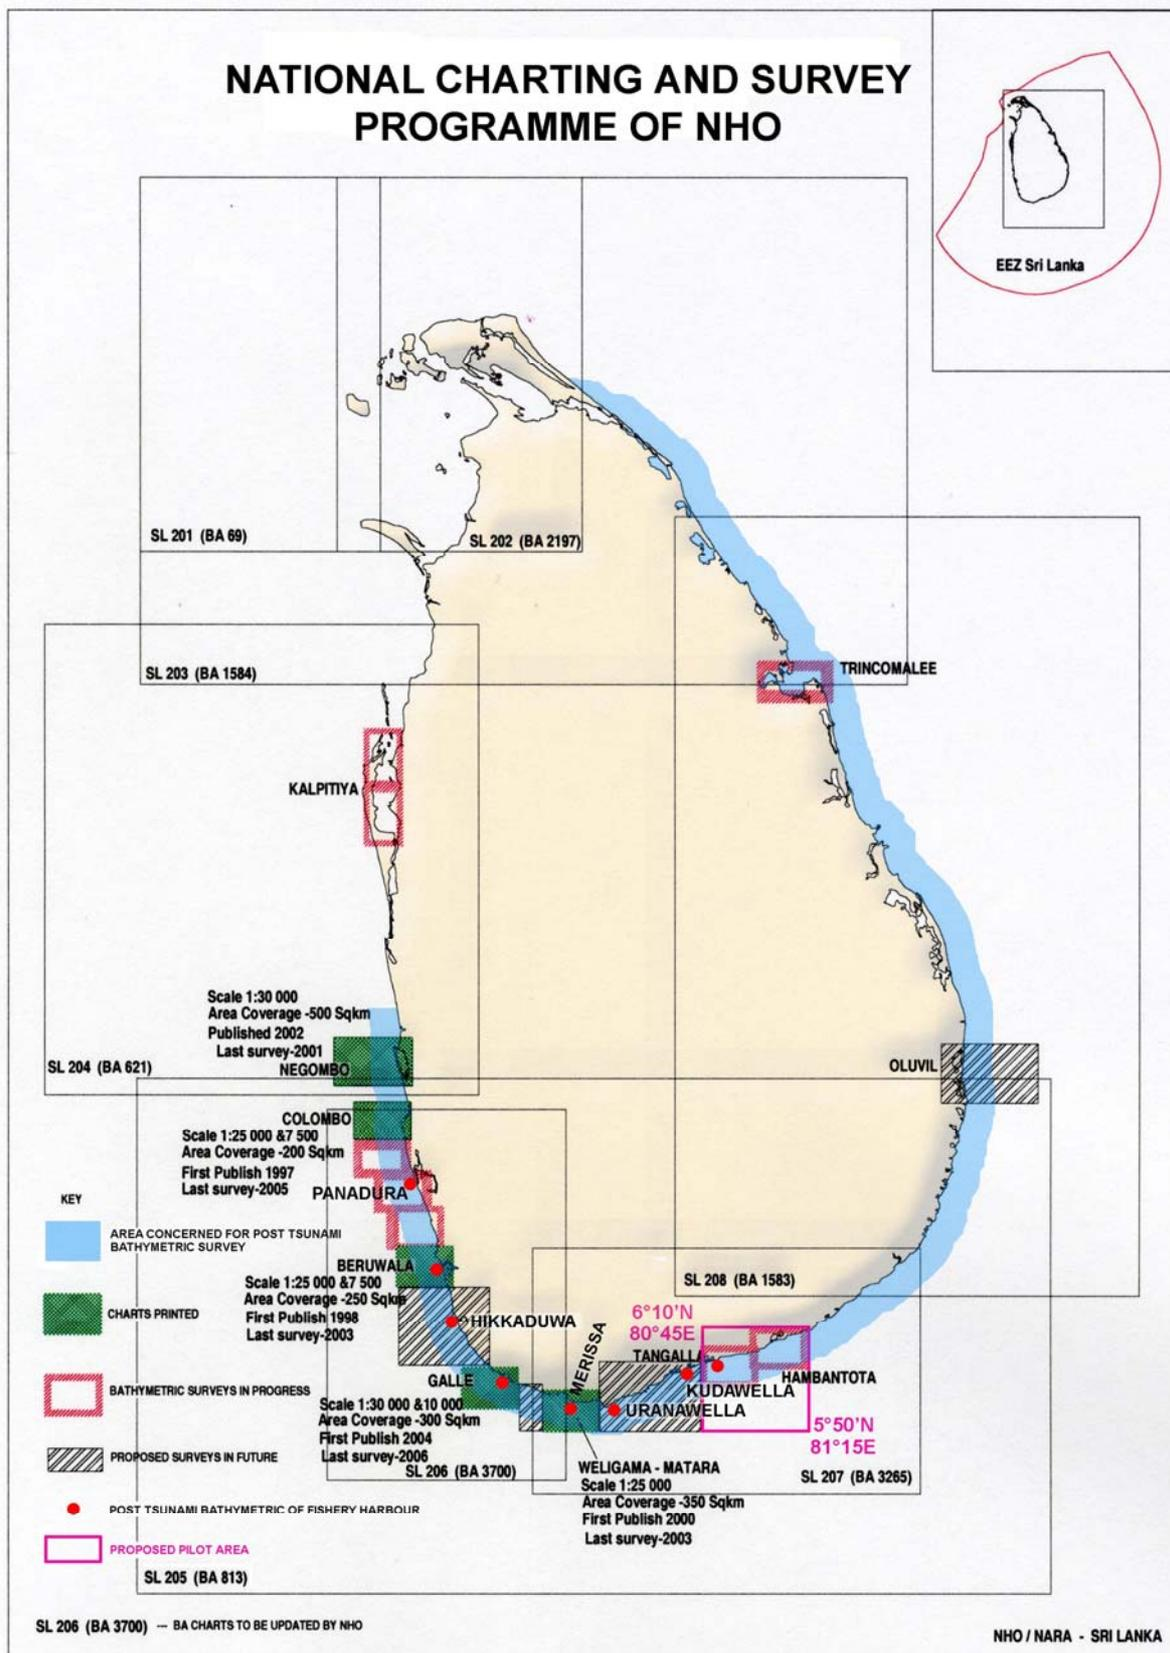 NATIONAL CHARTING AND SURVEY
PROGRAMME OF NHO
EEZ Sri Lanka
SL 201 (BA 69)
SL 202 (BA 2197)
SL 203 (BA 1584)
TRINCOMALEE
KALPITIYA
Scale 1:30 000
Area Coverage -500 Sqkm
Published 2002
Last survey-2001
NEGOMBO
SL 204 (BA 621)
OLUVIL
COLOMBO
Scale 1:25 000 &7 500
Area Coverage -200 Sqkm
First Publish 1997
Last survey-2005
PANADURA
KEY
AREA CONCERNED FOR POST TSUNAMI
BATHYMETRIC SURVEY
CHARTS PRINTED
BATHYMETRIC SURVEYS IN PROGRESS
PROPOSED SURVEYS IN FUTURE
POST TSUNAMI BATHYMETRIC OF FISHERY HARBOUR
PROPOSED PILOT AREA
BERUWALA
Scale 1:25 000 &7 500
Area Coverage -250 Sqkm
First Publish 1998
Last survey-2003
HIKKADUWA
SL 208 (BA 1583)
6°10'N
80°45E
TANGALLA
MERISSA
GALLE
Scale 1:30 000 &10 000
Area Coverage -300 Sqkm
First Publish 2004
Last survey-2006
SL 206 (BA 3700)
HAMBANTOTA
KUDAWELLA
URANAWELLA
5°50'N
81°15E
WELIGAMA - MATARA
Scale 1:25 000
Area Coverage -350 Sqkm
First Publish 2000
Last survey-2003
SL 207 (BA 3265)
SL 205 (BA 813)
SL 206 (BA 3700) --- BA CHARTS TO BE UPDATED BY NHO
NHO / NARA - SRI LANKA